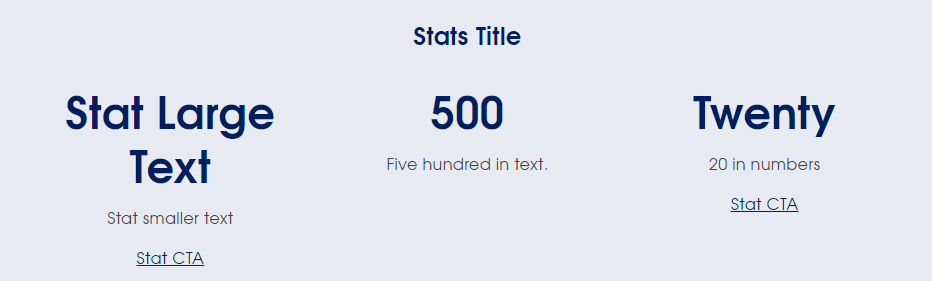 Stats Title
Stat Large
Text
Stat smaller text
Stat CTA
500
Five hundred in text.
Twenty
20 in numbers
Stat CTA